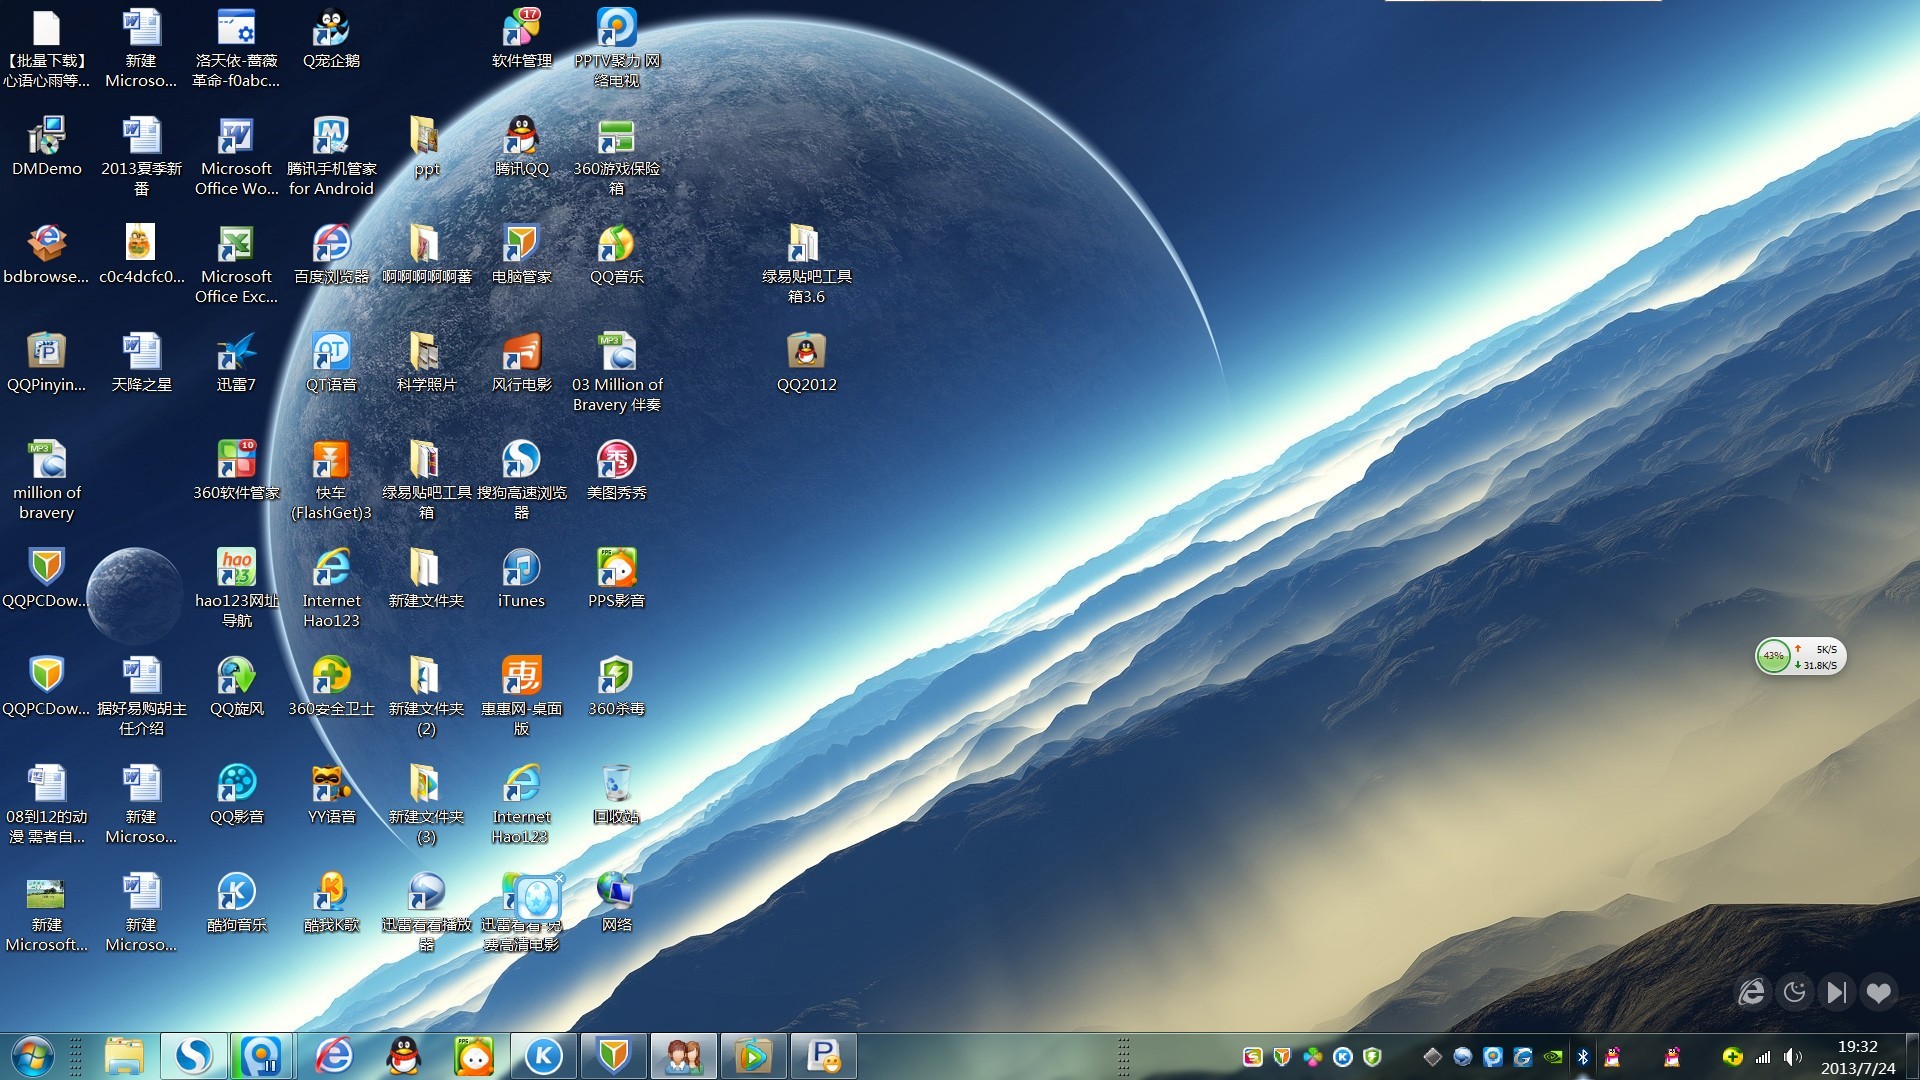 【批量下载】
心语心雨等...
新建
Microso...
洛天依-蔷薇
革命-f0abc...
Q宠企鹅
17
软件管理
PPTV聚力 网
络电视
DMDemo
2013夏季新
番
Microsoft
Office Wo...
腾讯手机管家
for Android
ppt
腾讯QQ
360游戏保险
箱
bdbrowse...
c0c4dcfc0...
Microsoft
Office Exc...
百度浏览器
啊啊啊啊啊蕃
电脑管家
QQ音乐
绿易贴吧工具
箱3.6
QQPinyin...
天降之星
迅雷7
QT
QT语音
科学照片
风行电影
MP3
03 Million of
Bravery 伴奏
QQ2012
MP3
million of
bravery
10
360软件管家
快车
(FlashGet)3
绿易贴吧工具
箱
搜狗高速浏览
器
秀
美图秀秀
QQPCDow...
hao
123
hao123网址
导航
Internet
Hao123
新建文件夹
iTunes
PPS
PPS影音
QQPCDow...
据好易购胡主
任介绍
QQ旋风
360安全卫士
新建文件夹
(2)
惠
惠惠网-桌面
版
360杀毒
43%
5K/S
31.8K/S
08到12的动
漫 需者自...
新建
Microso...
QQ影音
YY语音
新建文件夹
(3)
Internet
Hao123
回收站
新建
Microsoft...
新建
Microso...
酷狗音乐
酷我K歌
迅雷看看播放
器
迅雷看看-免
费高清电影
网络
19:32
2013/7/24